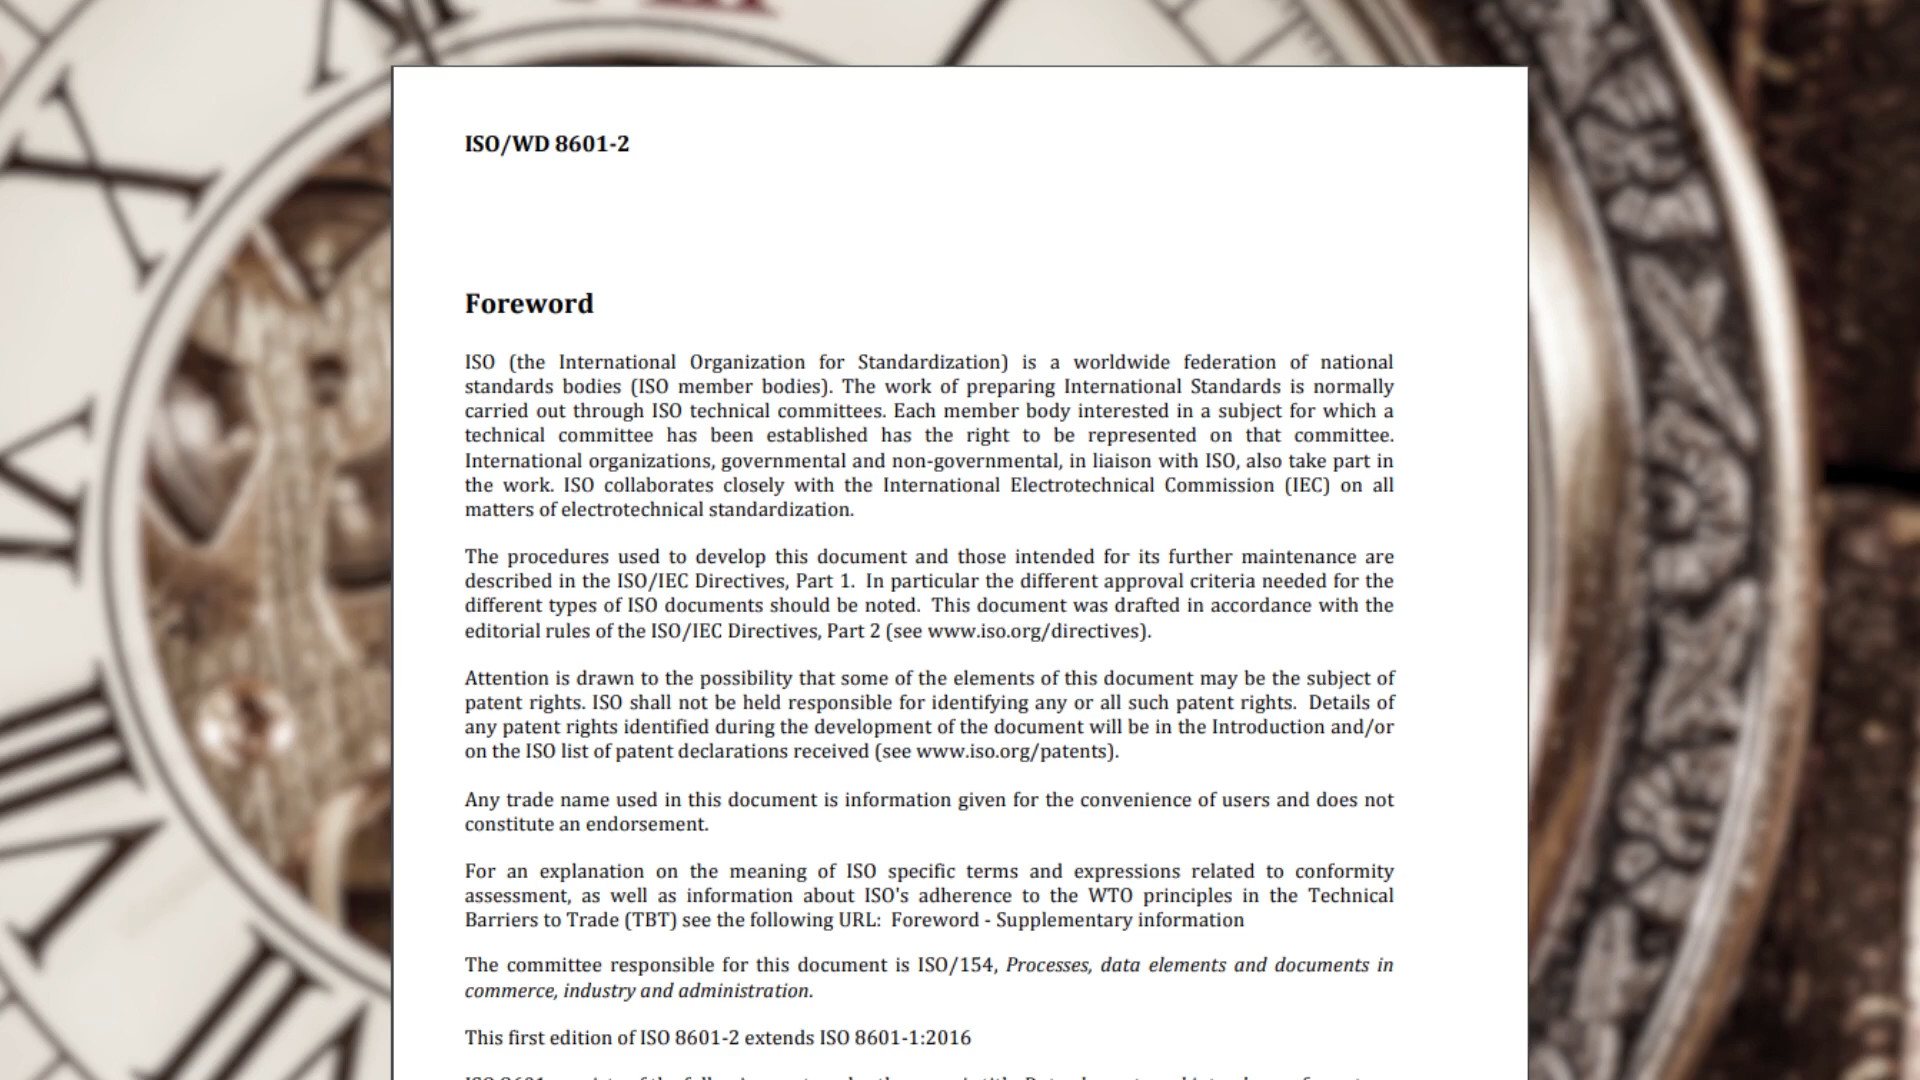 ISO/WD 8601-2
Foreword
ISO (the International Organization for Standardization) is a worldwide federation of national
standards bodies (ISO member bodies). The work of preparing International Standards is normally
carried out through ISO technical committees. Each member body interested in a subject for which a
technical committee has been established has the right to be represented on that committee.
International organizations, governmental and non-governmental, in liaison with ISO, also take part in
the work. ISO collaborates closely with the International Electrotechnical Commission (IEC) on all
matters of electrotechnical standardization.
The procedures used to develop this document and those intended for its further maintenance are
described in the ISO/IEC Directives, Part 1.  In particular the different approval criteria needed for the
different types of ISO documents should be noted.  This document was drafted in accordance with the
editorial rules of the ISO/IEC Directives, Part 2 (see www.iso.org/directives).
Attention is drawn to the possibility that some of the elements of this document may be the subject of
patent rights. ISO shall not be held responsible for identifying any or all such patent rights.  Details of
any patent rights identified during the development of the document will be in the Introduction and/or
on the ISO list of patent declarations received (see www.iso.org/patents).
Any trade name used in this document is information given for the convenience of users and does not
constitute an endorsement.
For an explanation on the meaning of ISO specific terms and expressions related to conformity
assessment, as well as information about ISO's adherence to the WTO principles in the Technical
Barriers to Trade (TBT) see the following URL:  Foreword - Supplementary information
The committee responsible for this document is ISO/154, Processes, data elements and documents in
commerce, industry and administration.
This first edition of ISO 8601-2 extends ISO 8601-1:2016